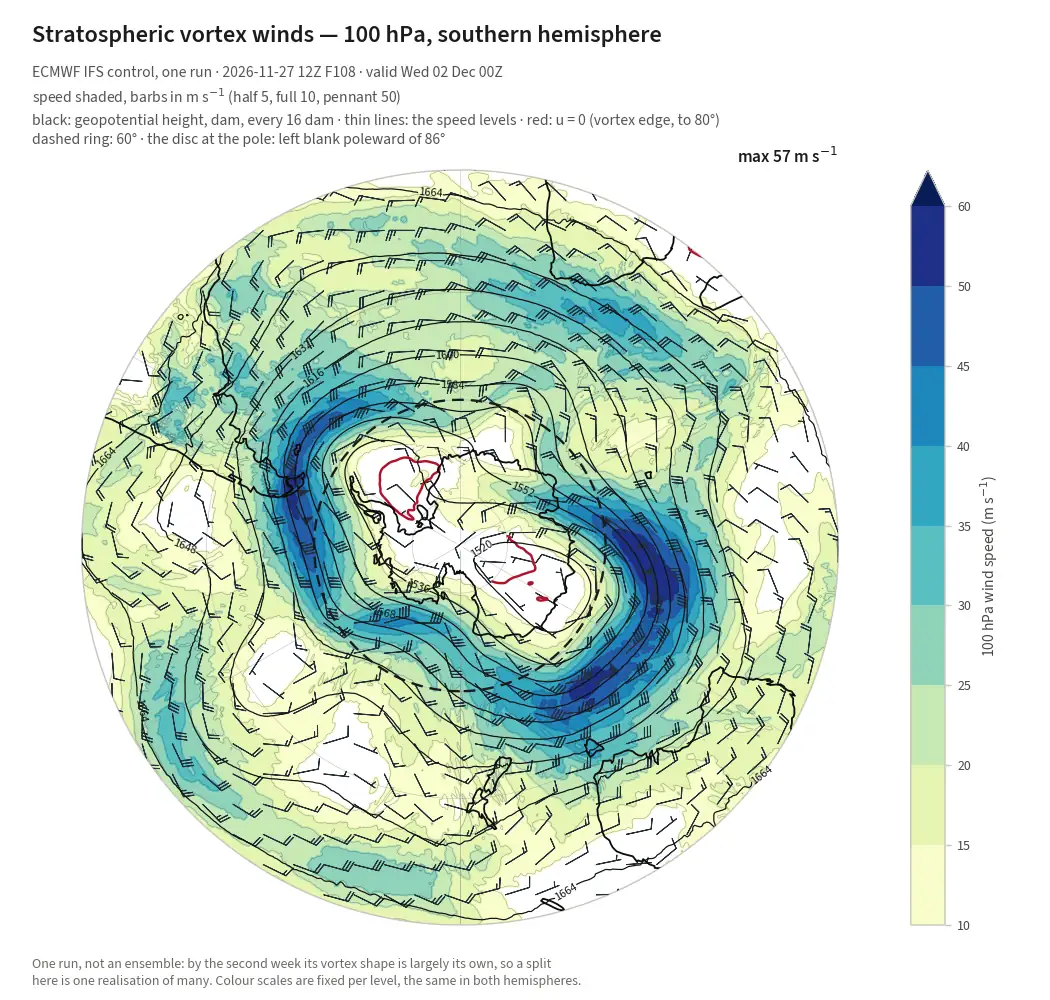 Stratospheric vortex winds — 100 hPa, southern hemisphere
ECMWF IFS control, one run · 2026-11-27 12Z F108 · valid Wed 02 Dec 00Z
speed shaded, barbs in m s⁻¹ (half 5, full 10, pennant 50)
black: geopotential height, dam, every 16 dam · thin lines: the speed levels · red: u = 0 (vortex edge, to 80°)
dashed ring: 60° · the disc at the pole: left blank poleward of 86°
max 57 m s⁻¹
1664
1632
1616
1600
1584
1664
1552
1648
1520
1536
1568
1664
1664
1664
60
50
45
40
35
30
25
20
15
10
100 hPa wind speed (m s⁻¹)
One run, not an ensemble: by the second week its vortex shape is largely its own, so a split
here is one realisation of many. Colour scales are fixed per level, the same in both hemispheres.